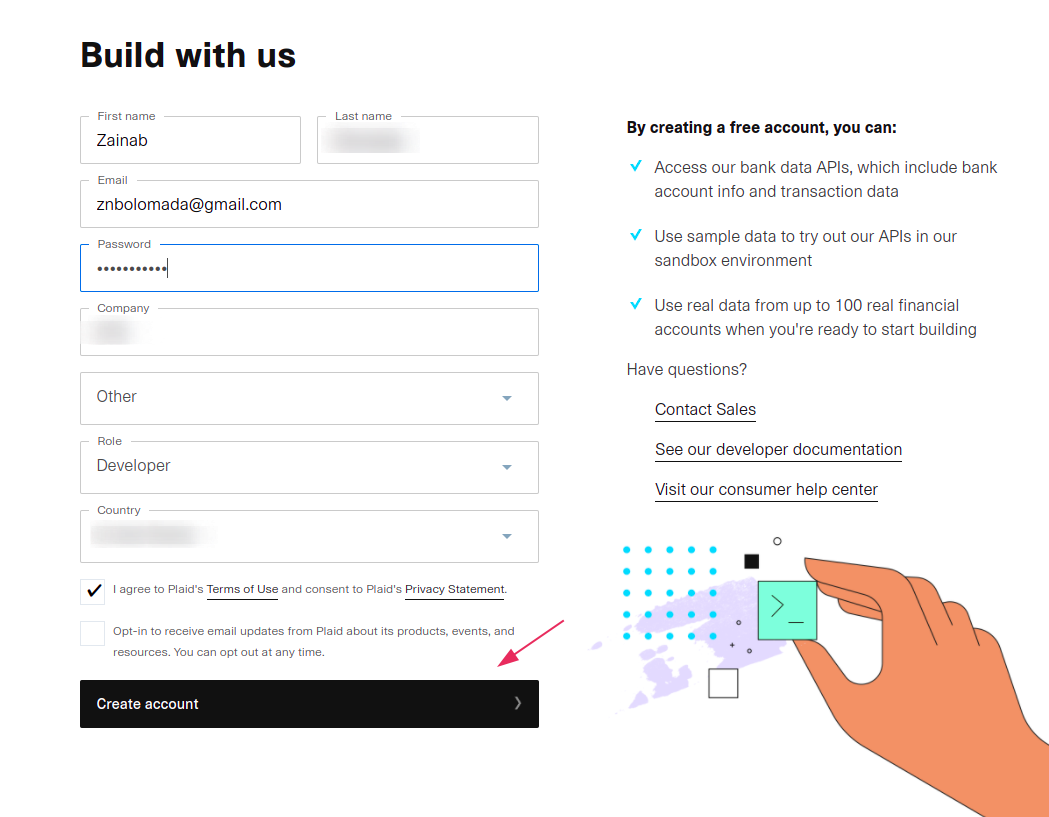 Build with us
First name
Zainab
Last name
Email
znbolomada@gmail.com
Password
•••••••••••
Company
Other
Role
Developer
Country
I agree to Plaid's Terms of Use and consent to Plaid's Privacy Statement.
Opt-in to receive email updates from Plaid about its products, events, and
resources. You can opt out at any time.
Create account
By creating a free account, you can:
Access our bank data APIs, which include bank
account info and transaction data
Use sample data to try out our APIs in our
sandbox environment
Use real data from up to 100 real financial
accounts when you're ready to start building
Have questions?
Contact Sales
See our developer documentation
Visit our consumer help center